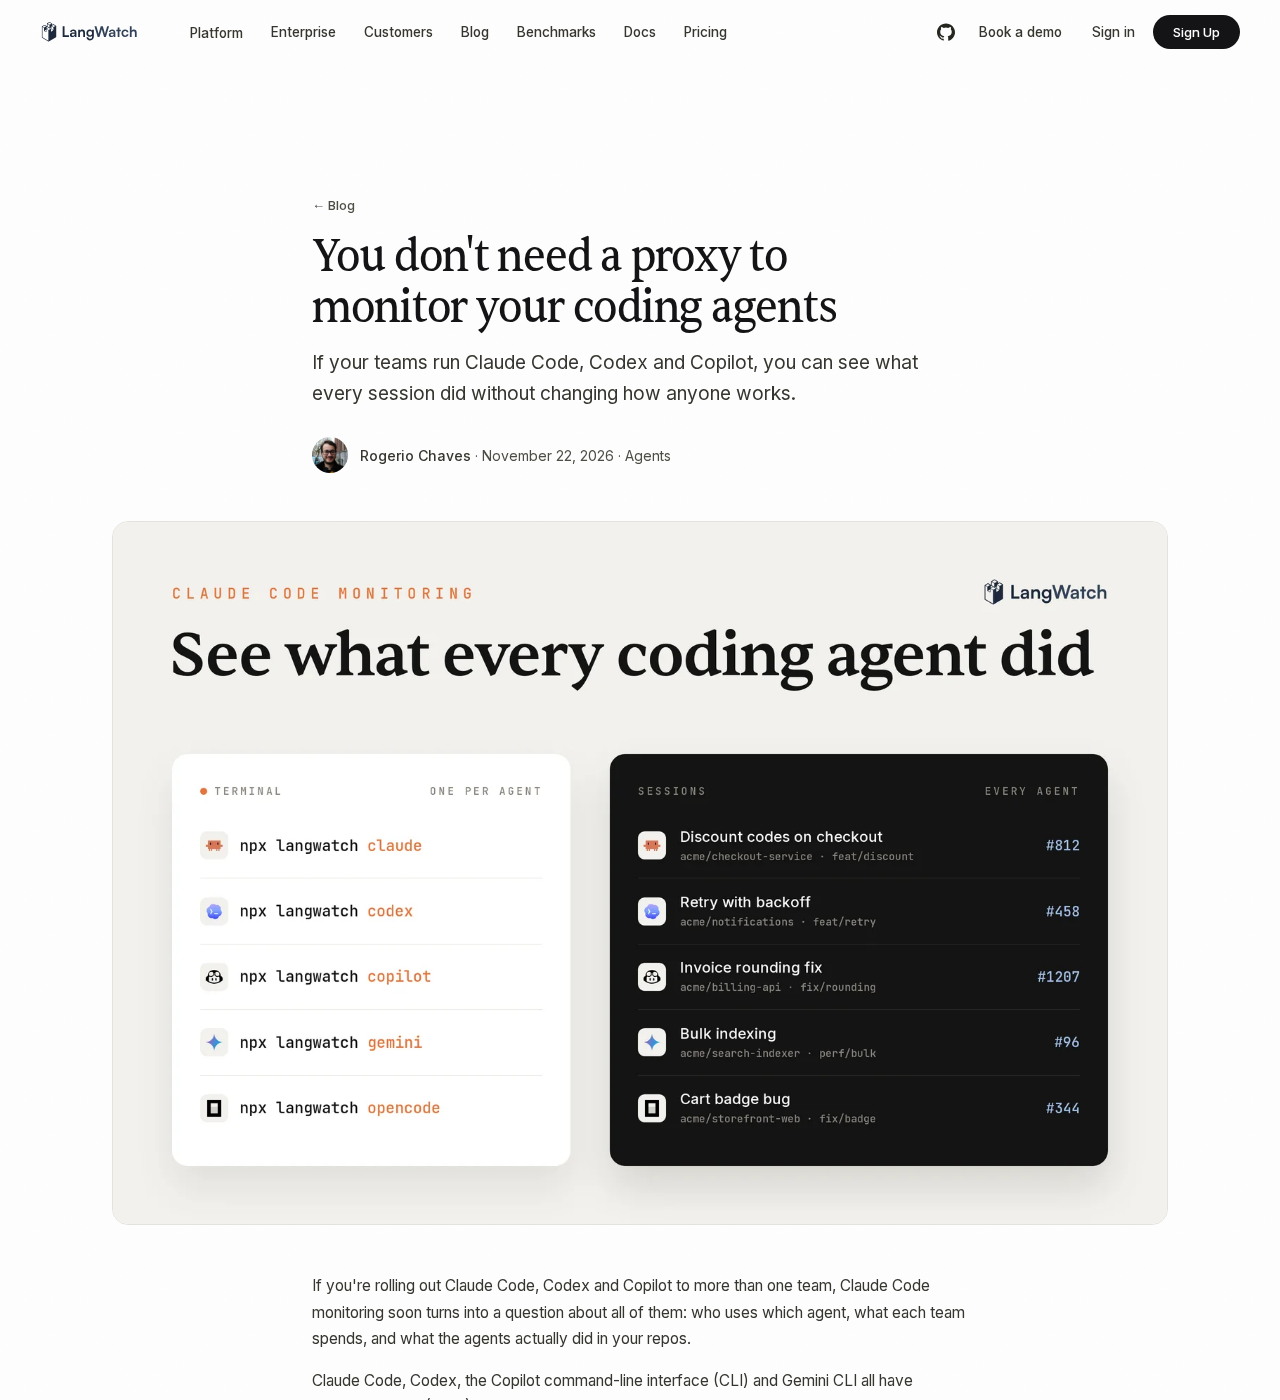 LangWatch
Platform
Enterprise
Customers
Blog
Benchmarks
Docs
Pricing
Book a demo
Sign in
Sign Up
← Blog
You don't need a proxy to
monitor your coding agents
If your teams run Claude Code, Codex and Copilot, you can see what
every session did without changing how anyone works.
Rogerio Chaves · November 22, 2026 · Agents
CLAUDE CODE MONITORING
LangWatch
See what every coding agent did
TERMINAL
ONE PER AGENT
npx langwatch claude
npx langwatch codex
npx langwatch copilot
npx langwatch gemini
npx langwatch opencode
SESSIONS
EVERY AGENT
Discount codes on checkout
acme/checkout-service · feat/discount
#812
Retry with backoff
acme/notifications · feat/retry
#458
Invoice rounding fix
acme/billing-api · fix/rounding
#1207
Bulk indexing
acme/search-indexer · perf/bulk
#96
Cart badge bug
acme/storefront-web · fix/badge
#344
If you're rolling out Claude Code, Codex and Copilot to more than one team, Claude Code
monitoring soon turns into a question about all of them: who uses which agent, what each team
spends, and what the agents actually did in your repos.
Claude Code, Codex, the Copilot command-line interface (CLI) and Gemini CLI all have